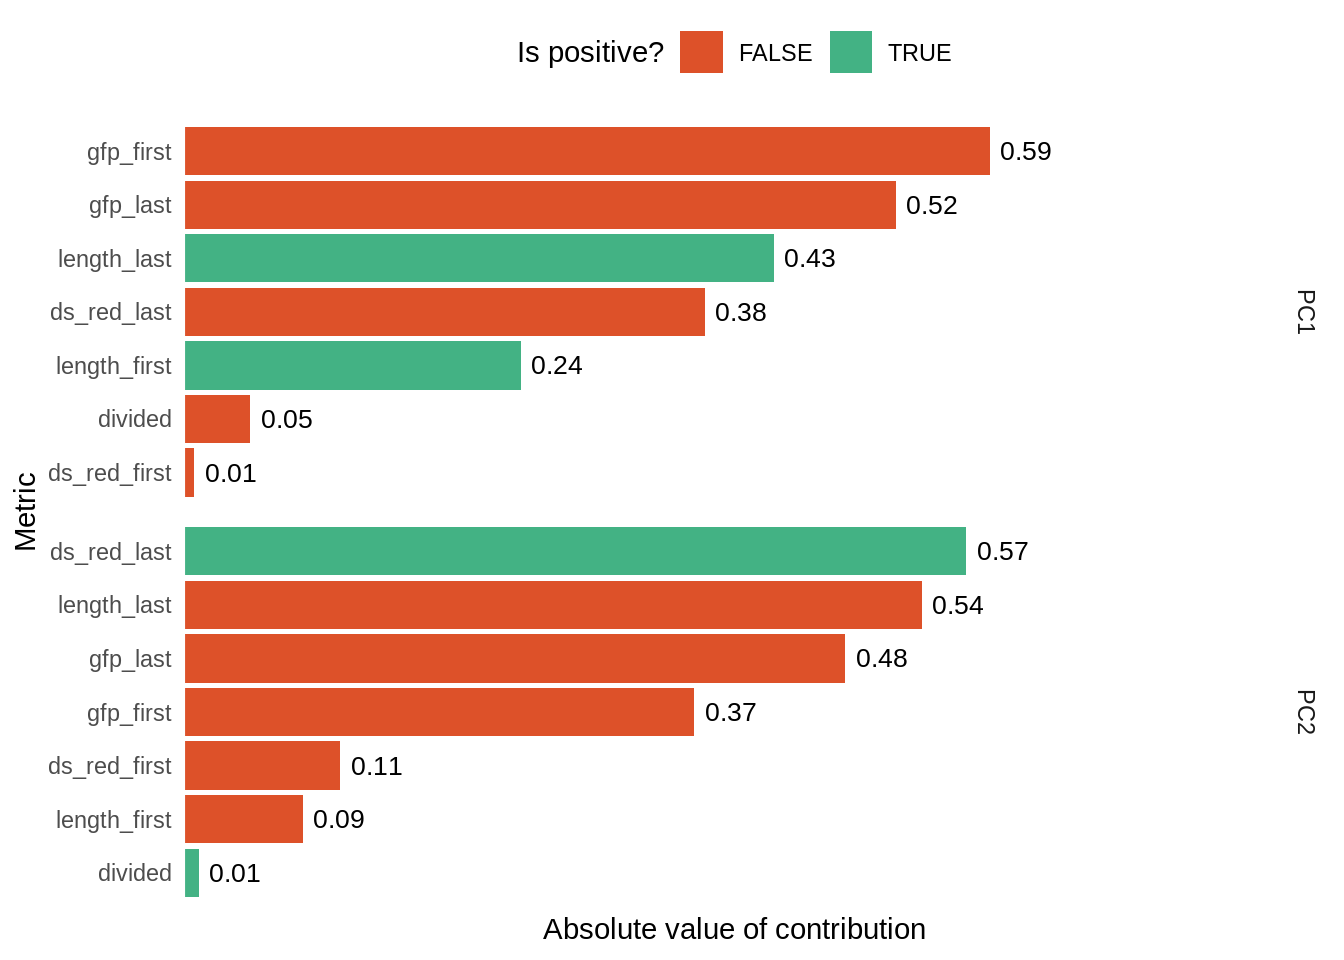 Is positive? FALSE TRUE
gfp_first 0.59
gfp_last 0.52
length_last 0.43
ds_red_last 0.38
length_first 0.24
divided 0.05
ds_red_first 0.01
PC1
Metric
ds_red_last 0.57
length_last 0.54
gfp_last 0.48
gfp_first 0.37
ds_red_first 0.11
length_first 0.09
divided 0.01
PC2
Absolute value of contribution